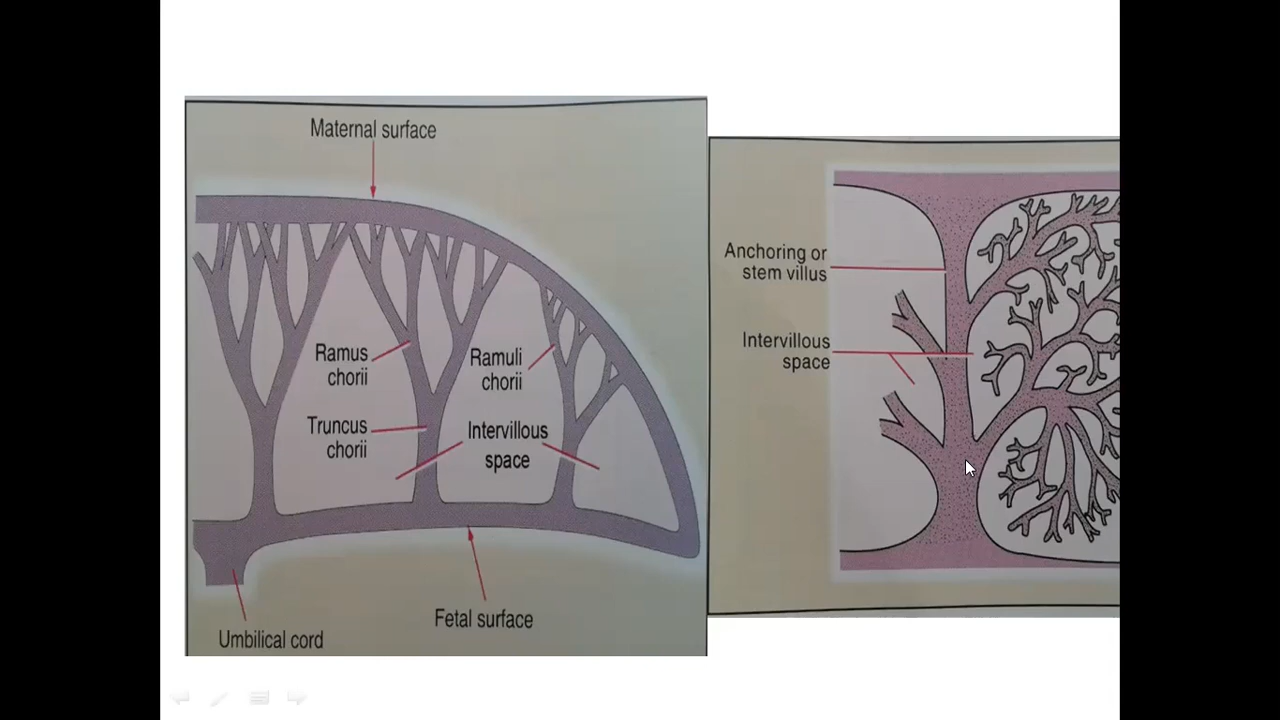 Maternal surface
Ramus
chorii
Ramuli
chorii
Truncus
chorii
Intervillous
space
Fetal surface
Umbilical cord
Anchoring or
stem villus
Intervillous
space